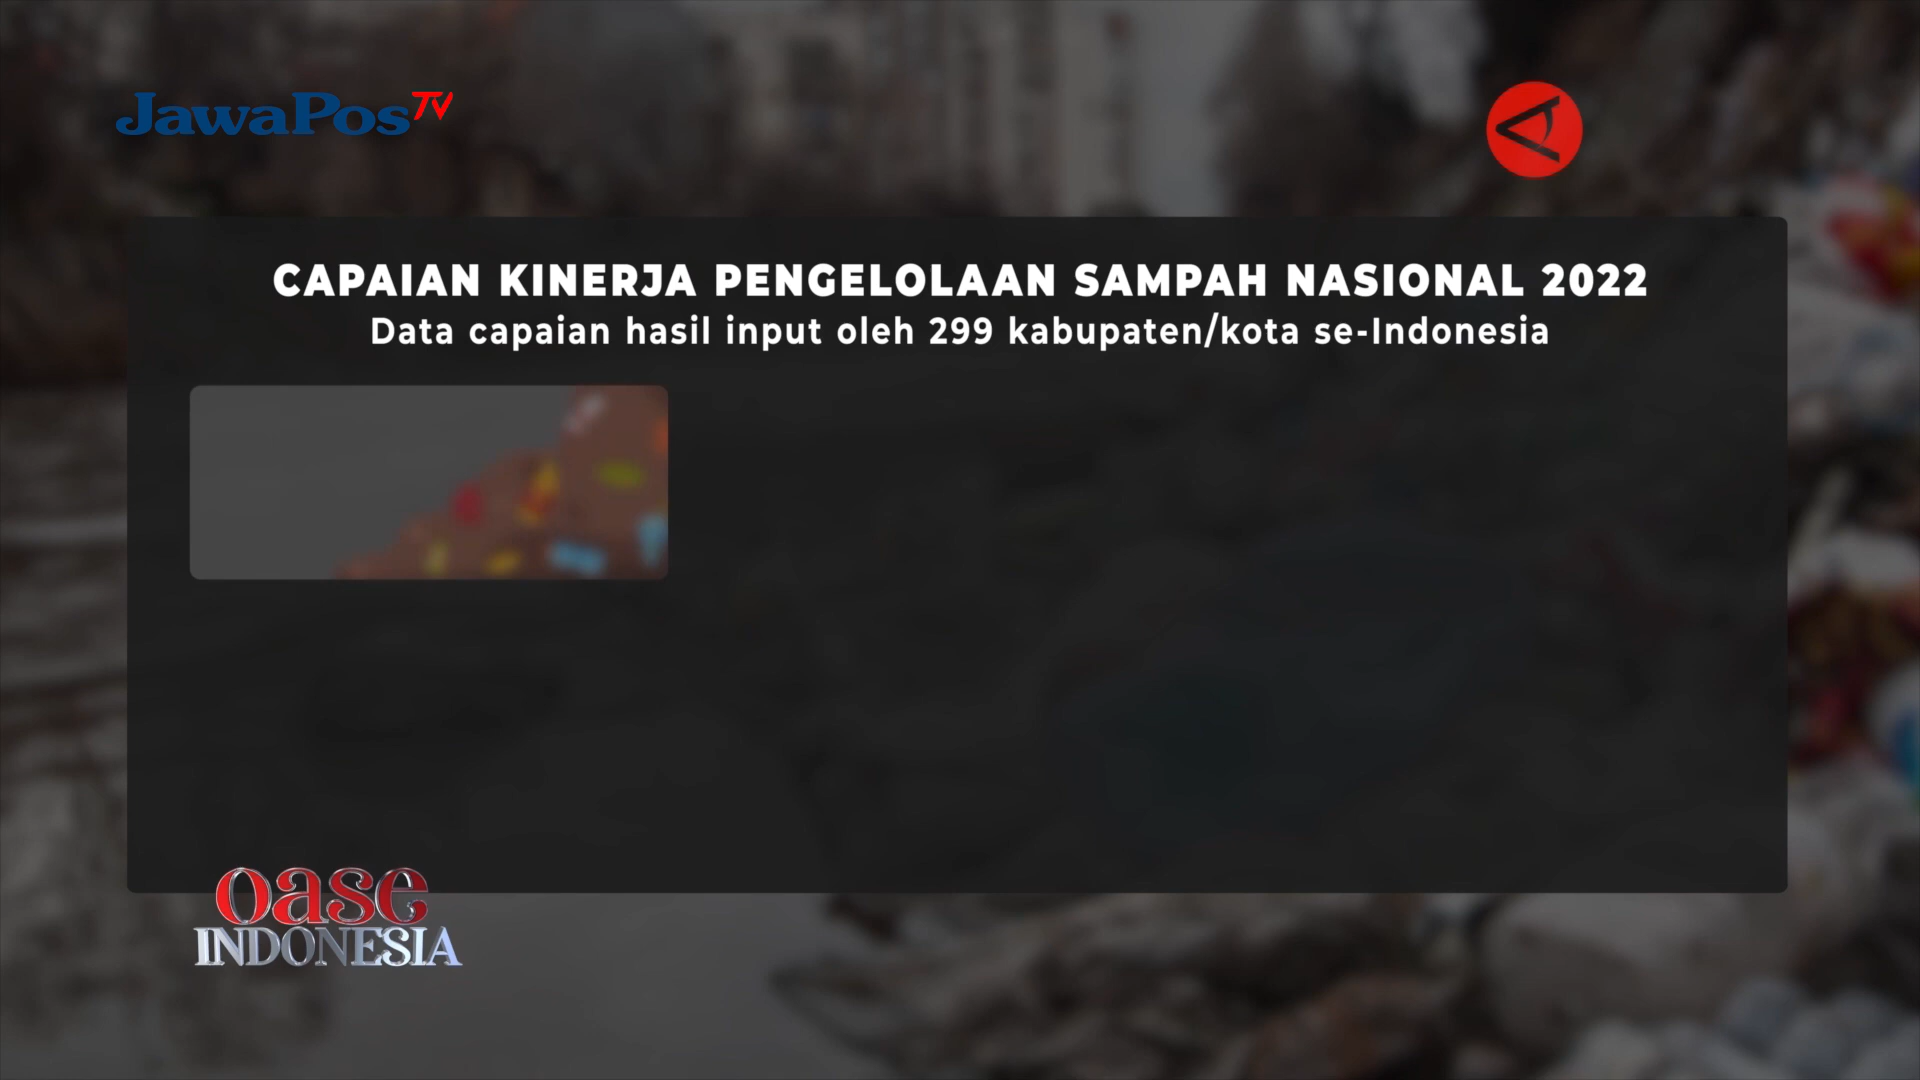 JawaPos TV
CAPAIAN KINERJA PENGELOLAAN SAMPAH NASIONAL 2022
Data capaian hasil input oleh 299 kabupaten/kota se-Indonesia
oase
INDONESIA